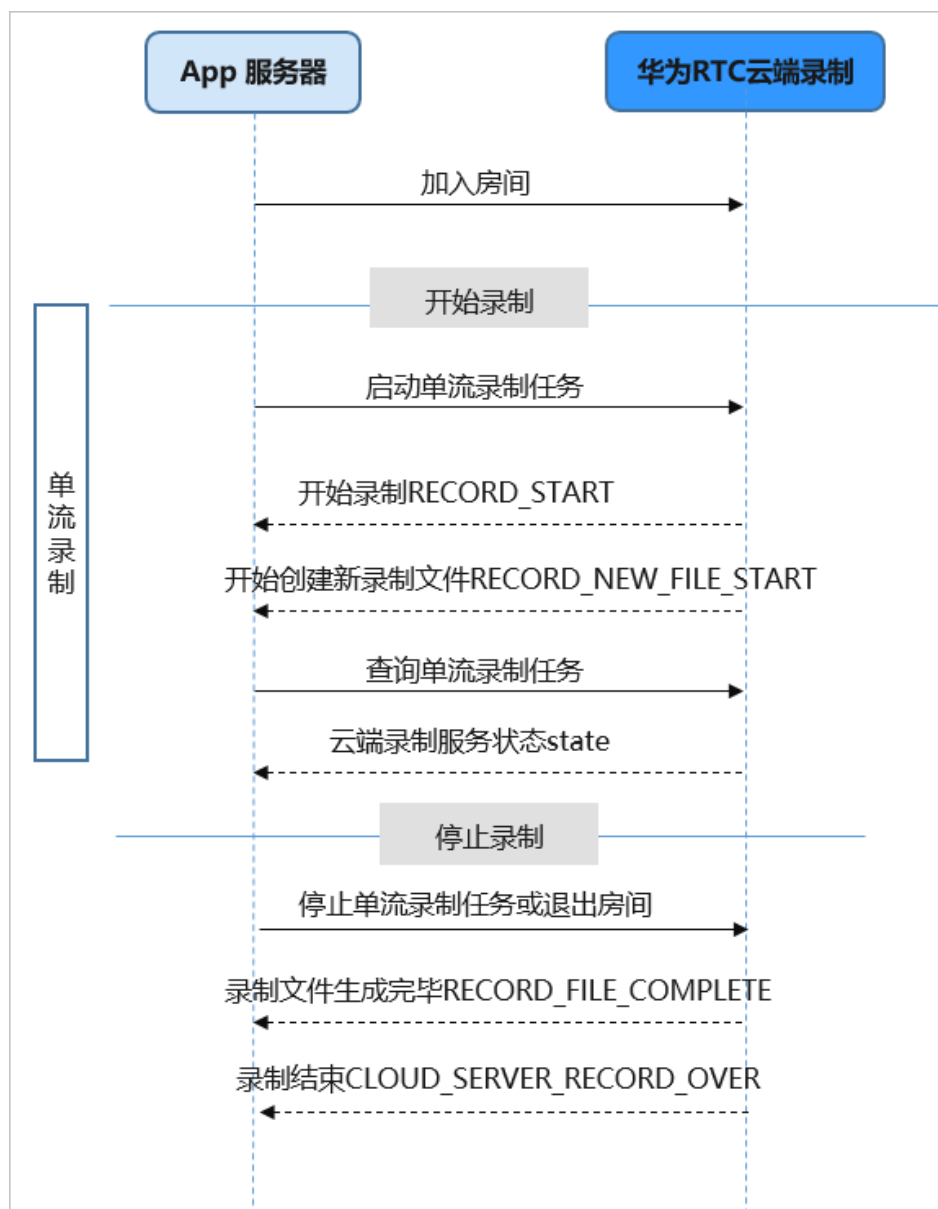 App 服务器
华为RTC云端录制
加入房间
开始录制
启动单流录制任务
单流录制
开始录制RECORD_START
开始创建新录制文件RECORD_NEW_FILE_START
查询单流录制任务
云端录制服务状态state
停止录制
停止单流录制任务或退出房间
录制文件生成完毕RECORD_FILE_COMPLETE
录制结束CLOUD_SERVER_RECORD_OVER